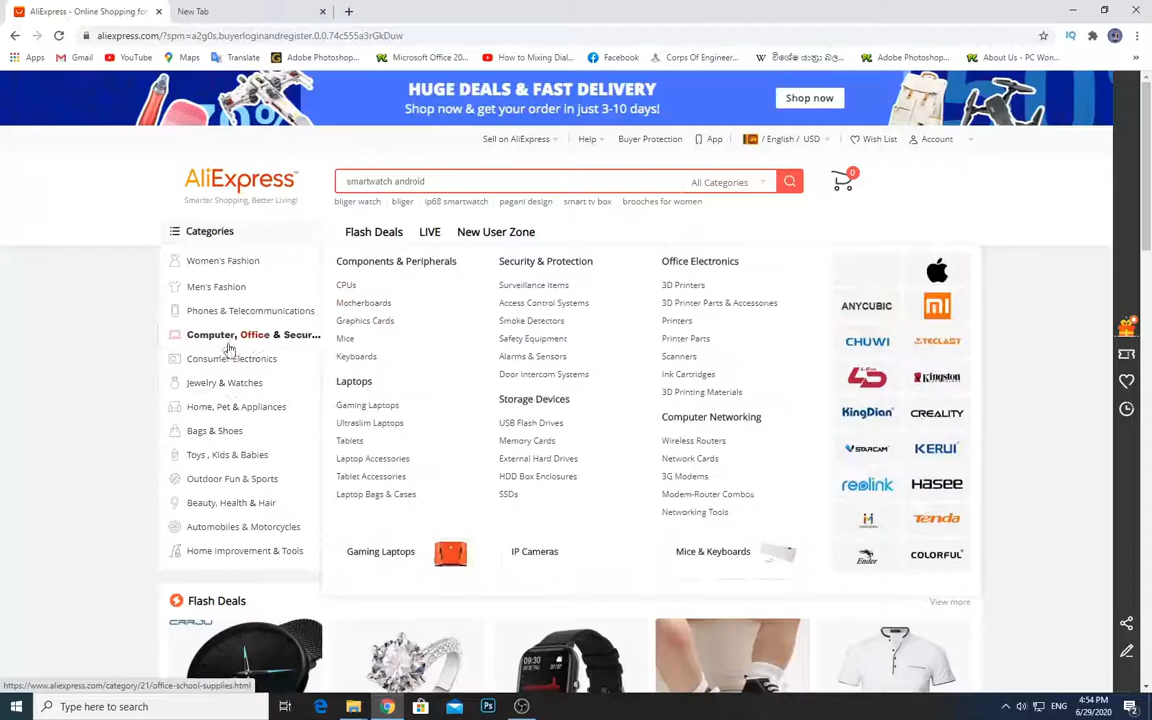 AliExpress - Online Shopping for
New Tab
aliexpress.com/?spm=a2g0s.buyerloginandregister.0.0.74c555a3rGkDuw
Apps
Gmail
YouTube
Maps
Translate
Adobe Photoshop...
Microsoft Office 20...
How to Mixing Dial...
Facebook
Corps Of Engineer...
Adobe Photoshop...
About Us - PC Won...
HUGE DEALS & FAST DELIVERY
Shop now & get your order in just 3-10 days!
Shop now
Sell on AliExpress
Help
Buyer Protection
App
/ English / USD
Wish List
Account
AliExpress
Smarter Shopping, Better Living!
smartwatch android
All Categories
0
bliger watch
bliger
ip68 smartwatch
pagani design
smart tv box
brooches for women
Categories
Flash Deals
LIVE
New User Zone
Women's Fashion
Men's Fashion
Phones & Telecommunications
Computer, Office & Secur...
Consumer Electronics
Jewelry & Watches
Home, Pet & Appliances
Bags & Shoes
Toys , Kids & Babies
Outdoor Fun & Sports
Beauty, Health & Hair
Automobiles & Motorcycles
Home Improvement & Tools
Components & Peripherals
CPUs
Motherboards
Graphics Cards
Mice
Keyboards
Laptops
Gaming Laptops
Ultraslim Laptops
Tablets
Laptop Accessories
Tablet Accessories
Laptop Bags & Cases
Security & Protection
Surveillance Items
Access Control Systems
Smoke Detectors
Safety Equipment
Alarms & Sensors
Door Intercom Systems
Storage Devices
USB Flash Drives
Memory Cards
External Hard Drives
HDD Box Enclosures
SSDs
Office Electronics
3D Printers
3D Printer Parts & Accessories
Printers
Printer Parts
Scanners
Ink Cartridges
3D Printing Materials
Computer Networking
Wireless Routers
Network Cards
3G Modems
Modem-Router Combos
Networking Tools
ANYCUBIC
CHUWI
TECLAST
Kingston
KingDian
CREALITY
VSTARCAM
KERUI
reolink
HASEE
Tenda
Ender
COLORFUL
Gaming Laptops
IP Cameras
Mice & Keyboards
Flash Deals
View more
CRRJU
09:30
https://www.aliexpress.com/category/21/office-school-supplies.html
Type here to search
Ps
ENG
4:54 PM
6/29/2020
2